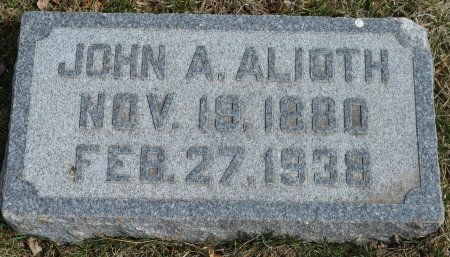 JOHN A. ALIOTH
NOV. 19, 1880
FEB. 27, 1938